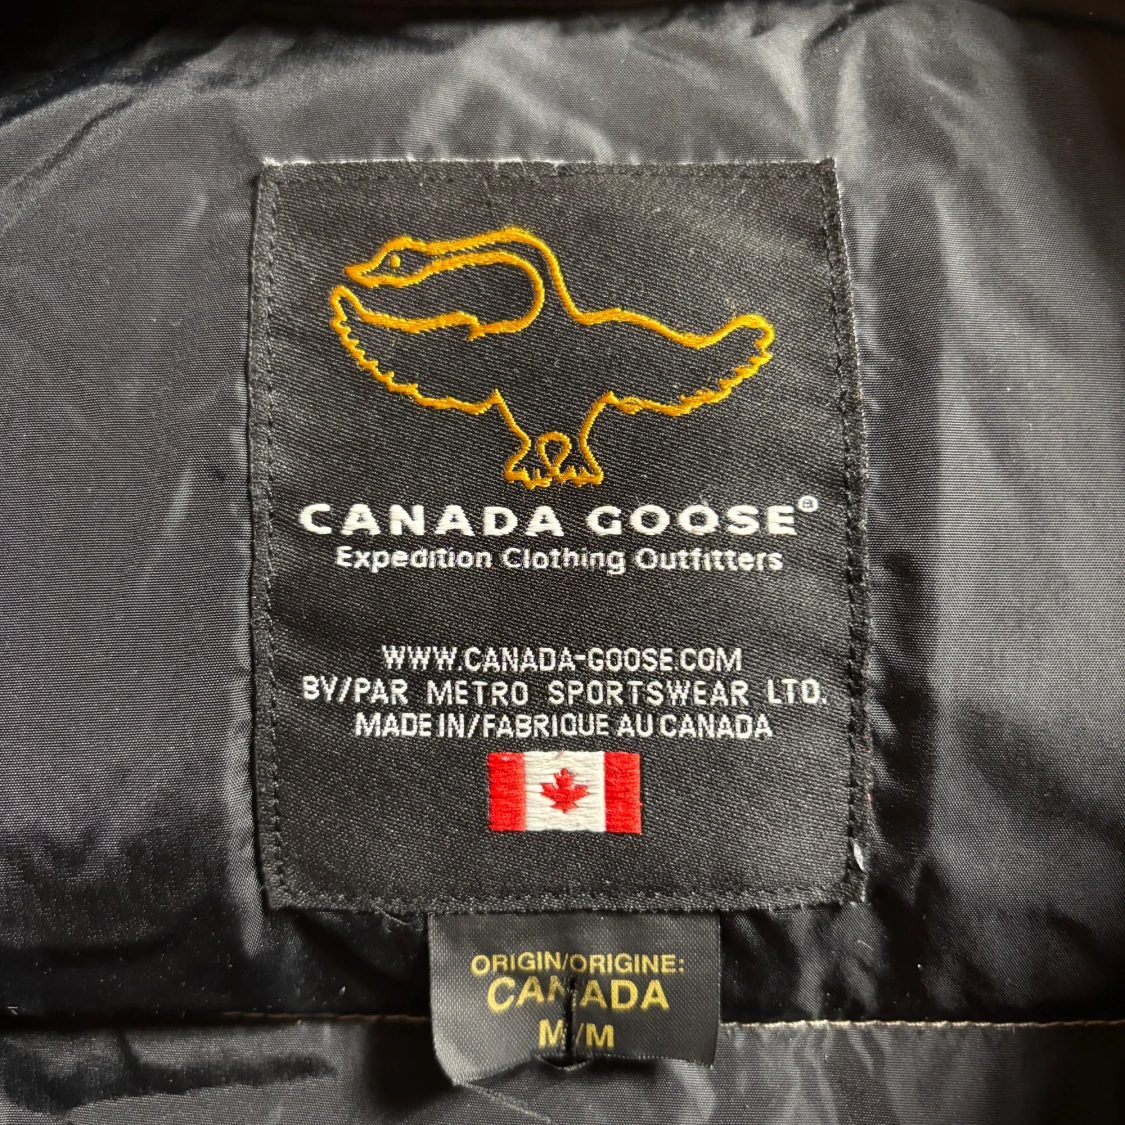 CANADA GOOSE®
Expedition Clothing Outfitters
WWW.CANADA-GOOSE.COM
BY/PAR METRO SPORTSWEAR LTD.
MADE IN/FABRIQUE AU CANADA
ORIGIN/ORIGINE:
CANADA
M/M